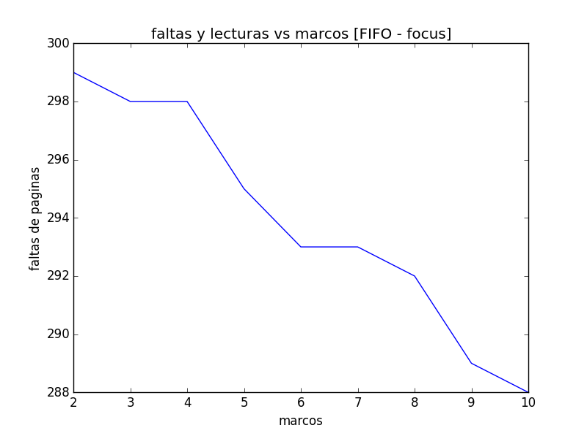 faltas y lecturas vs marcos [FIFO - focus]
300
298
296
294
292
290
288
faltas de paginas
2 3 4 5 6 7 8 9 10
marcos